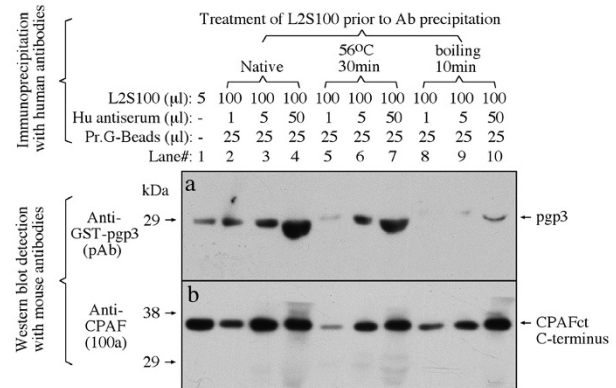 Treatment of L2S100 prior to Ab precipitation
56ºC boiling
Native 30min 10min
Immunoprecipitation
with human antibodies
L2S100 (µl): 5 100 100 100 100 100 100 100 100 100
Hu antiserum (µl): - 1 5 50 1 5 50 1 5 50
Pr.G-Beads (µl): - 25 25 25 25 25 25 25 25 25
Lane#: 1 2 3 4 5 6 7 8 9 10
Western blot detection
with mouse antibodies
kDa
a
Anti-
GST-pgp3
(pAb)
29
pgp3
b
Anti-
CPAF
(100a)
38
29
CPAFct
C-terminus